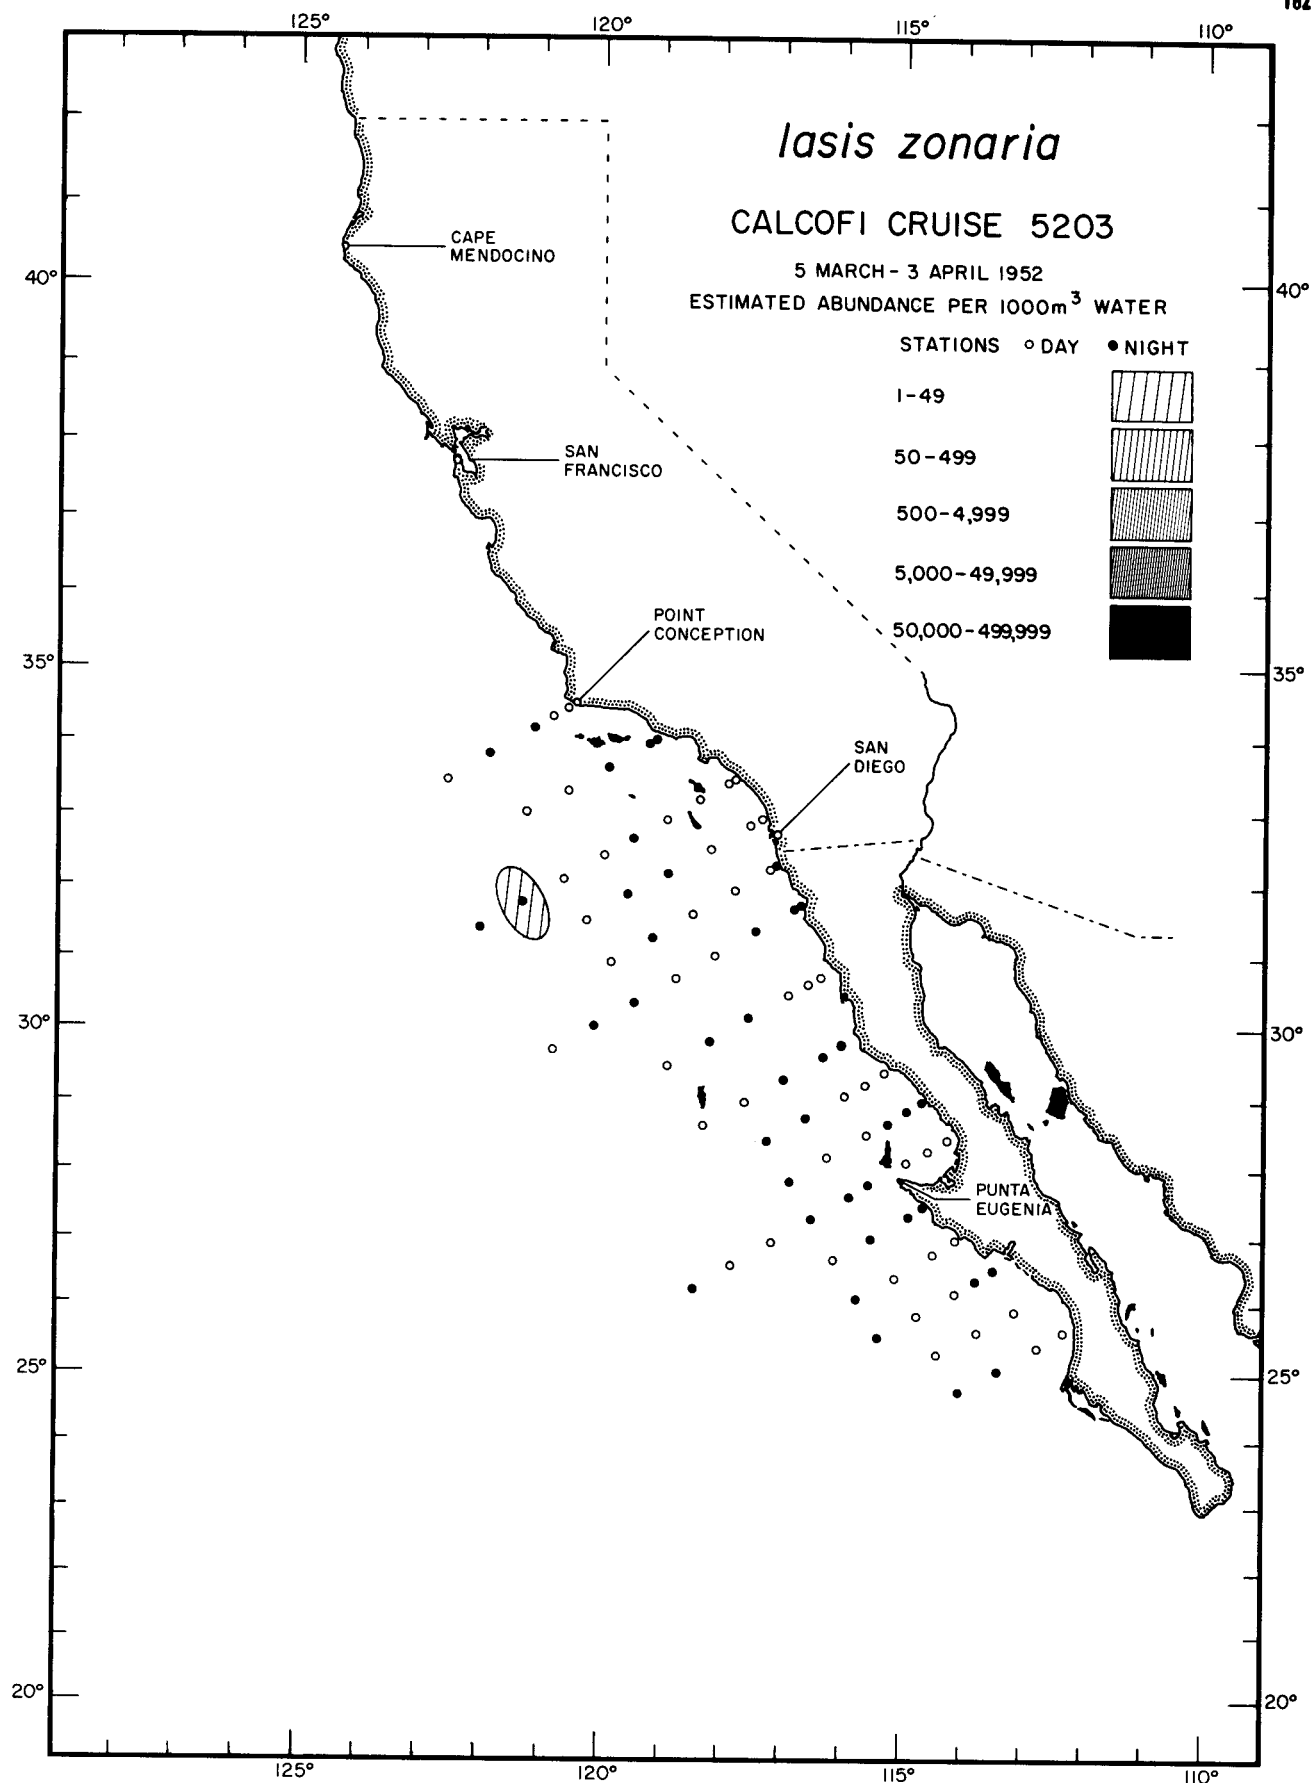 125° 120° 115° 110°
Iasis zonaria
CALCOFI CRUISE 5203
5 MARCH - 3 APRIL 1952
ESTIMATED ABUNDANCE PER 1000m³ WATER
STATIONS ○ DAY ● NIGHT
1-49
50-499
500-4,999
5,000-49,999
50,000-499,999
CAPE
MENDOCINO
40° 40°
SAN
FRANCISCO
POINT
CONCEPTION
35° 35°
SAN
DIEGO
30° 30°
PUNTA
EUGENIA
25° 25°
20° 20°
125° 120° 115° 110°